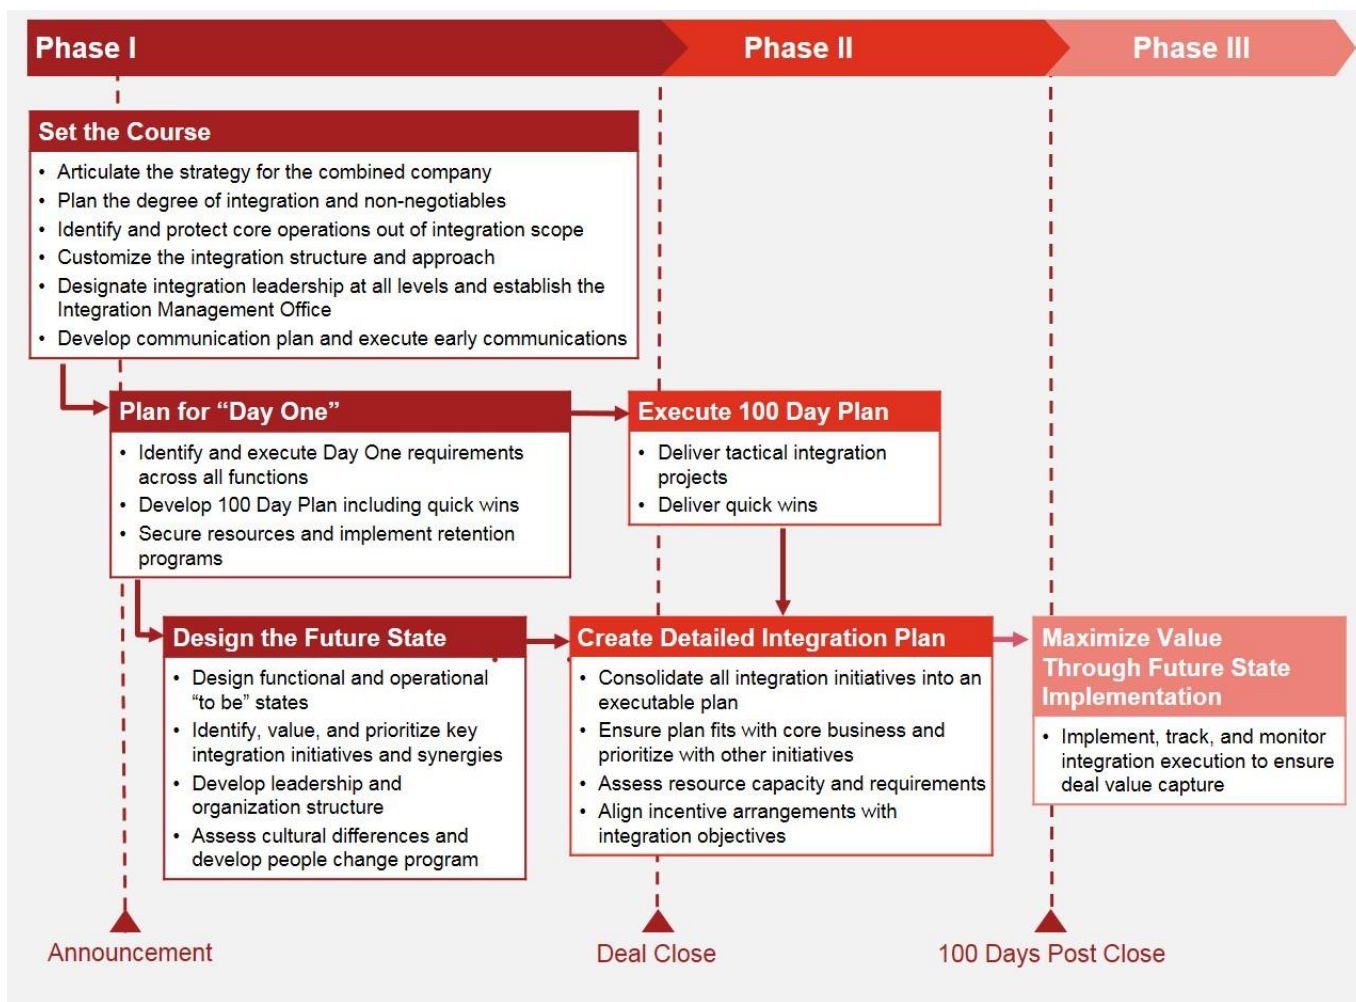 Phase I
Phase II
Phase III
Set the Course
• Articulate the strategy for the combined company
• Plan the degree of integration and non-negotiables
• Identify and protect core operations out of integration scope
• Customize the integration structure and approach
• Designate integration leadership at all levels and establish the
Integration Management Office
• Develop communication plan and execute early communications
Plan for “Day One”
• Identify and execute Day One requirements
across all functions
• Develop 100 Day Plan including quick wins
• Secure resources and implement retention
programs
Execute 100 Day Plan
• Deliver tactical integration
projects
• Deliver quick wins
Design the Future State
• Design functional and operational
“to be” states
• Identify, value, and prioritize key
integration initiatives and synergies
• Develop leadership and
organization structure
• Assess cultural differences and
develop people change program
Create Detailed Integration Plan
• Consolidate all integration initiatives into an
executable plan
• Ensure plan fits with core business and
prioritize with other initiatives
• Assess resource capacity and requirements
• Align incentive arrangements with
integration objectives
Maximize Value
Through Future State
Implementation
• Implement, track, and monitor
integration execution to ensure
deal value capture
Announcement
Deal Close
100 Days Post Close